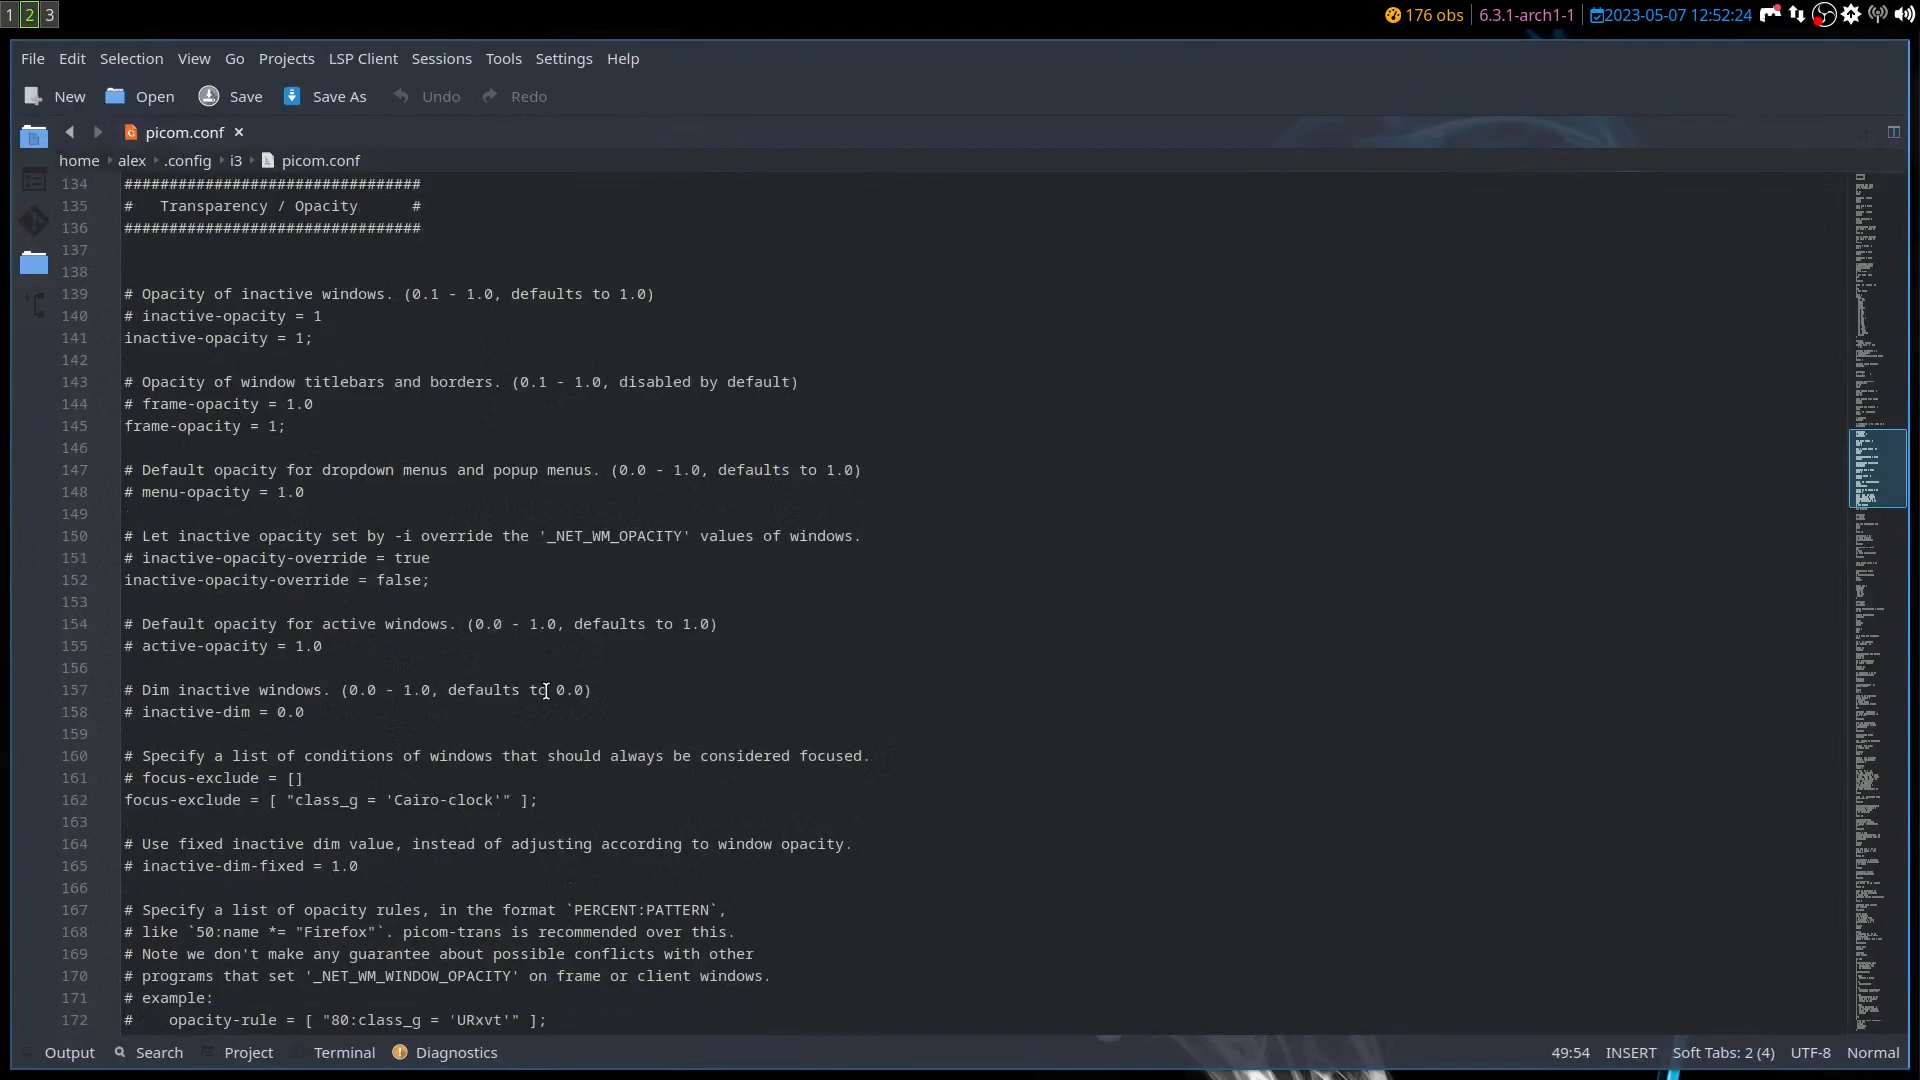 1 2 3 176 obs 6.3.1-arch1-1 2023-05-07 12:52:24
File Edit Selection View Go Projects LSP Client Sessions Tools Settings Help
New Open Save Save As Undo Redo
picom.conf
home alex .config i3 picom.conf
134 #################################
135 #   Transparency / Opacity      #
136 #################################
137
138
139 # Opacity of inactive windows. (0.1 - 1.0, defaults to 1.0)
140 # inactive-opacity = 1
141 inactive-opacity = 1;
142
143 # Opacity of window titlebars and borders. (0.1 - 1.0, disabled by default)
144 # frame-opacity = 1.0
145 frame-opacity = 1;
146
147 # Default opacity for dropdown menus and popup menus. (0.0 - 1.0, defaults to 1.0)
148 # menu-opacity = 1.0
149
150 # Let inactive opacity set by -i override the '_NET_WM_OPACITY' values of windows.
151 # inactive-opacity-override = true
152 inactive-opacity-override = false;
153
154 # Default opacity for active windows. (0.0 - 1.0, defaults to 1.0)
155 # active-opacity = 1.0
156
157 # Dim inactive windows. (0.0 - 1.0, defaults to 0.0)
158 # inactive-dim = 0.0
159
160 # Specify a list of conditions of windows that should always be considered focused.
161 # focus-exclude = []
162 focus-exclude = [ "class_g = 'Cairo-clock'" ];
163
164 # Use fixed inactive dim value, instead of adjusting according to window opacity.
165 # inactive-dim-fixed = 1.0
166
167 # Specify a list of opacity rules, in the format `PERCENT:PATTERN`,
168 # like `50:name *= "Firefox"`. picom-trans is recommended over this.
169 # Note we don't make any guarantee about possible conflicts with other
170 # programs that set '_NET_WM_WINDOW_OPACITY' on frame or client windows.
171 # example:
172 #    opacity-rule = [ "80:class_g = 'URxvt'" ];
Output Search Project Terminal Diagnostics 49:54 INSERT Soft Tabs: 2 (4) UTF-8 Normal